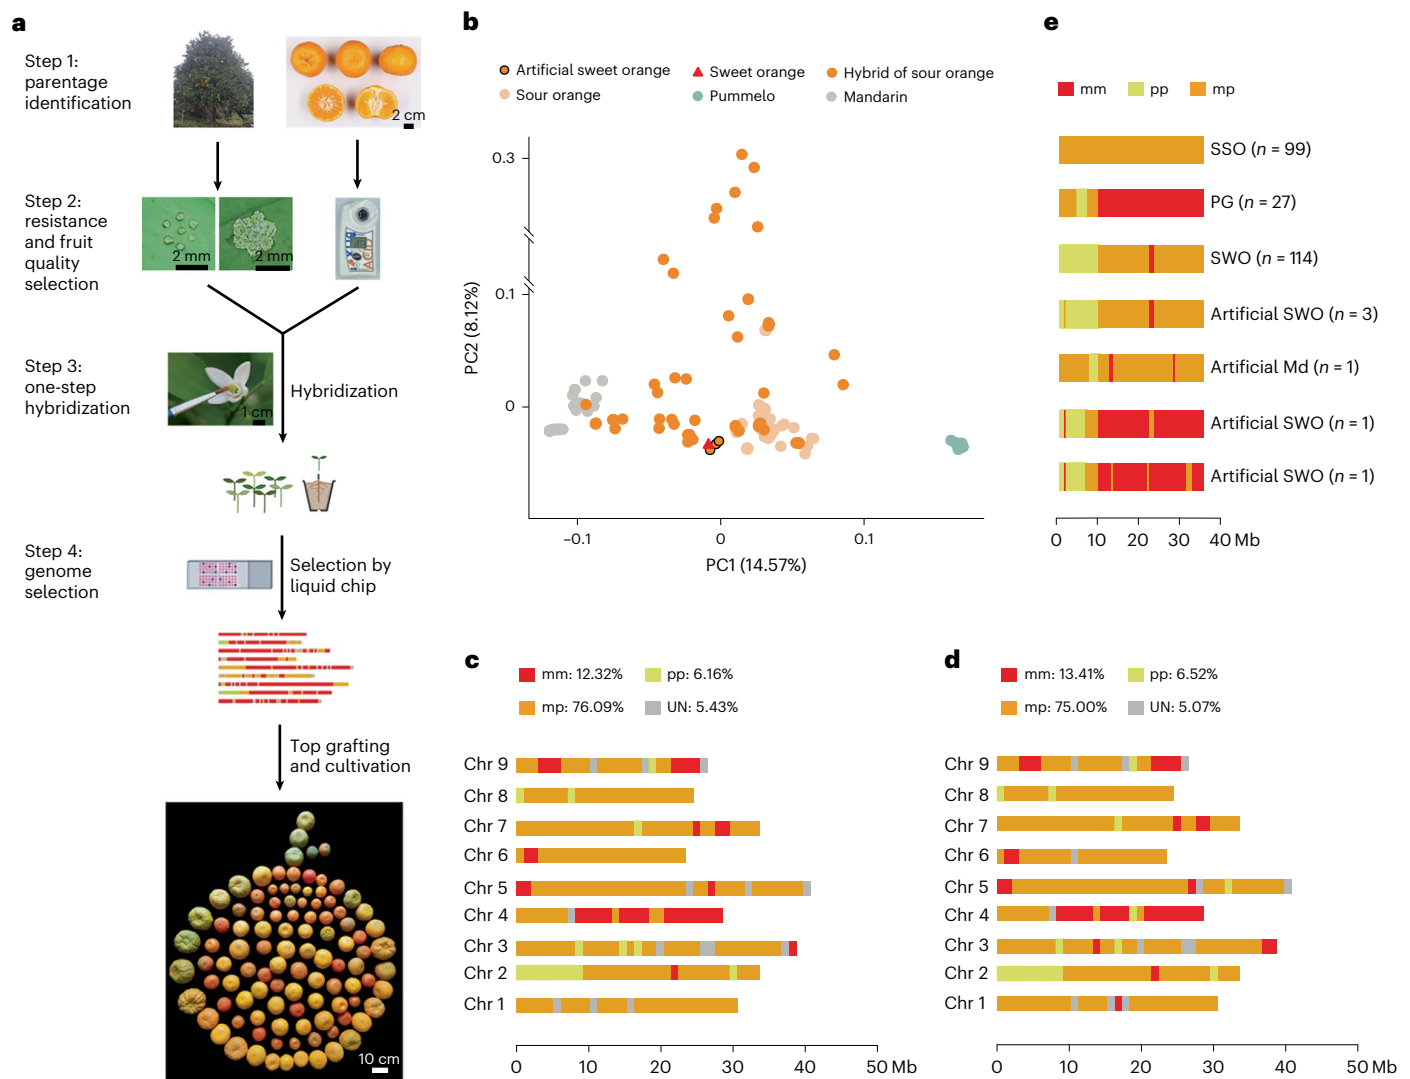 a
Step 1:
parentage
identification
2 cm
Step 2:
resistance
and fruit
quality
selection
2 mm
2 mm
Step 3:
one-step
hybridization
1 cm
Hybridization
Step 4:
genome
selection
Selection by
liquid chip
Top grafting
and cultivation
10 cm
b
Artificial sweet orange
Sweet orange
Hybrid of sour orange
Sour orange
Pummelo
Mandarin
PC2 (8.12%)
0.3
0.1
0
−0.1
0
0.1
PC1 (14.57%)
c
mm: 12.32%
pp: 6.16%
mp: 76.09%
UN: 5.43%
Chr 9
Chr 8
Chr 7
Chr 6
Chr 5
Chr 4
Chr 3
Chr 2
Chr 1
0 10 20 30 40 50 Mb
d
mm: 13.41%
pp: 6.52%
mp: 75.00%
UN: 5.07%
Chr 9
Chr 8
Chr 7
Chr 6
Chr 5
Chr 4
Chr 3
Chr 2
Chr 1
0 10 20 30 40 50 Mb
e
mm pp mp
SSO (n = 99)
PG (n = 27)
SWO (n = 114)
Artificial SWO (n = 3)
Artificial Md (n = 1)
Artificial SWO (n = 1)
Artificial SWO (n = 1)
0 10 20 30 40 Mb